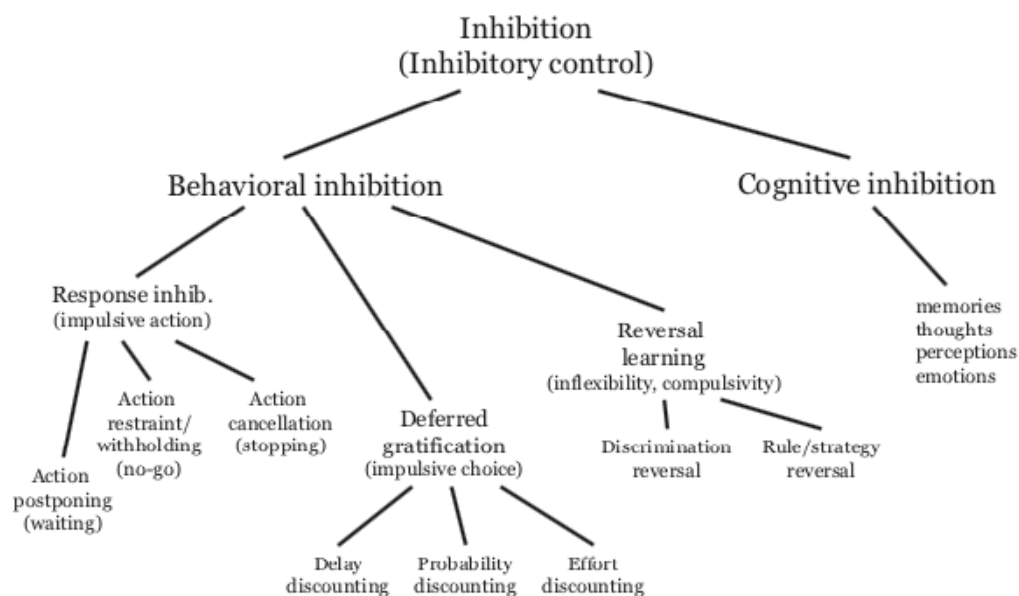 Inhibition
(Inhibitory control)
Behavioral inhibition
Cognitive inhibition
Response inhib.
(impulsive action)
Action
postponing
(waiting)
Action
restraint/
withholding
(no-go)
Action
cancellation
(stopping)
Deferred
gratification
(impulsive choice)
Delay
discounting
Probability
discounting
Effort
discounting
Reversal
learning
(inflexibility, compulsivity)
Discrimination
reversal
Rule/strategy
reversal
memories
thoughts
perceptions
emotions